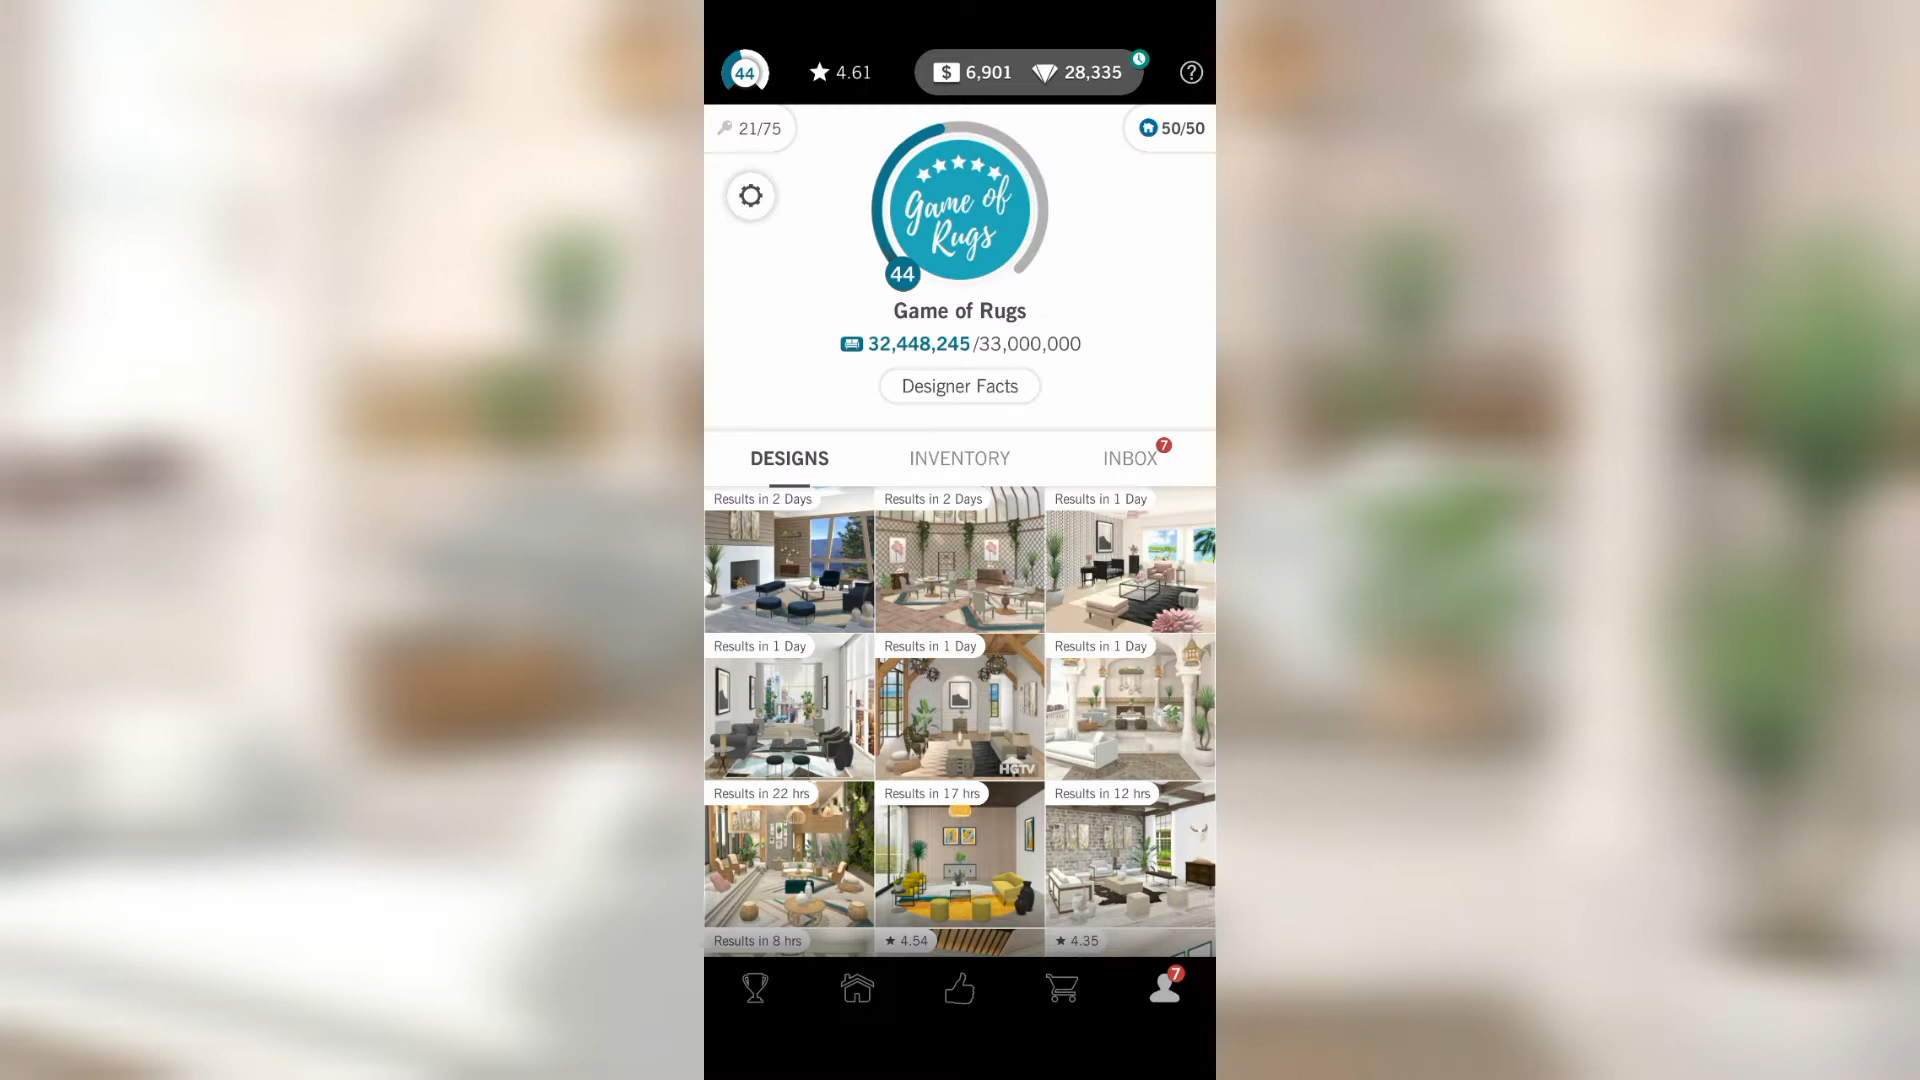 44
4.61
$ 6,901
28,335
?
21/75
50/50
Game of
Rugs
44
Game of Rugs
32,448,245/33,000,000
Designer Facts
DESIGNS
INVENTORY
INBOX
7
Results in 2 Days
Results in 2 Days
Results in 1 Day
Results in 1 Day
Results in 1 Day
Results in 1 Day
HGTV
Results in 22 hrs
Results in 17 hrs
Results in 12 hrs
Results in 8 hrs
4.54
4.35
7